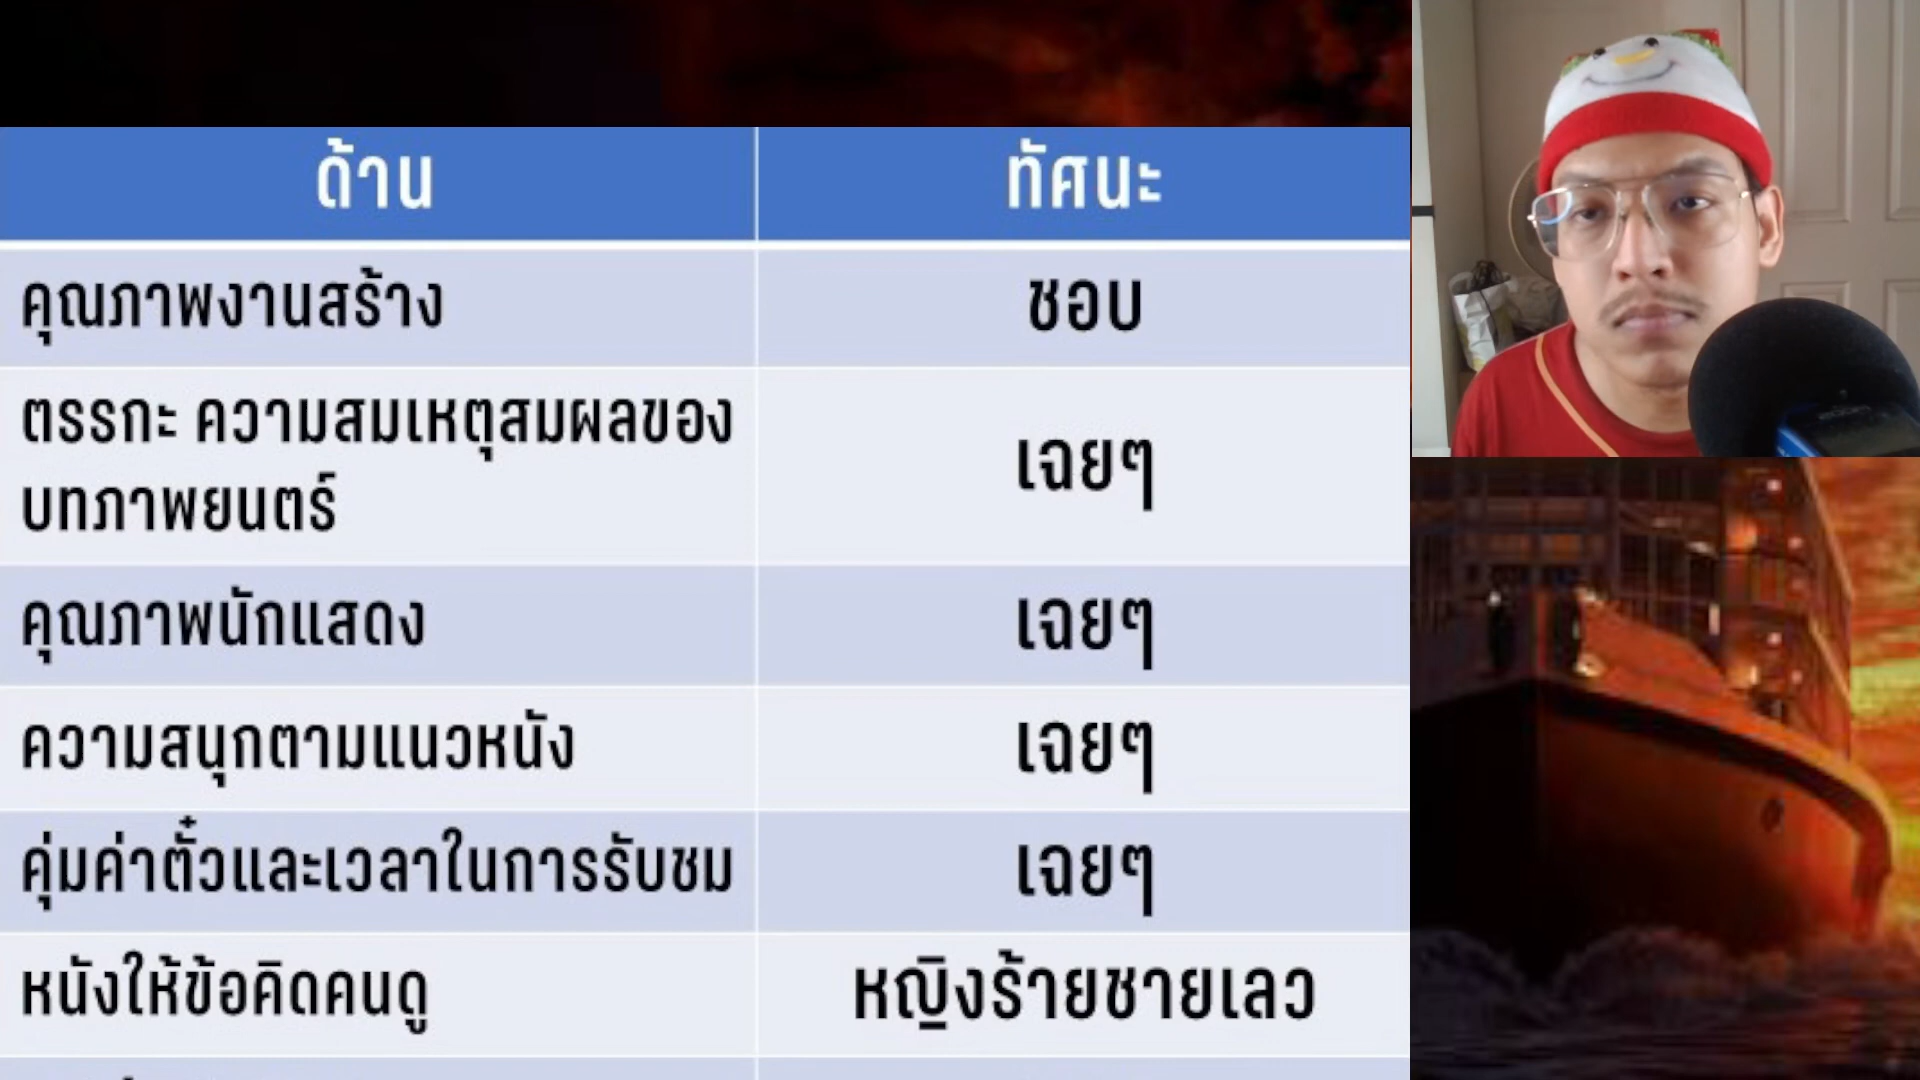 ด้าน
ทัศนะ
คุณภาพงานสร้าง
ชอบ
ตรรกะ ความสมเหตุสมผลของ
บทภาพยนตร์
เฉยๆ
คุณภาพนักแสดง
เฉยๆ
ความสนุกตามแนวหนัง
เฉยๆ
คุ่มค่าตั๋วและเวลาในการรับชม
เฉยๆ
หนังให้ข้อคิดคนดู
หญิงร้ายชายเลว